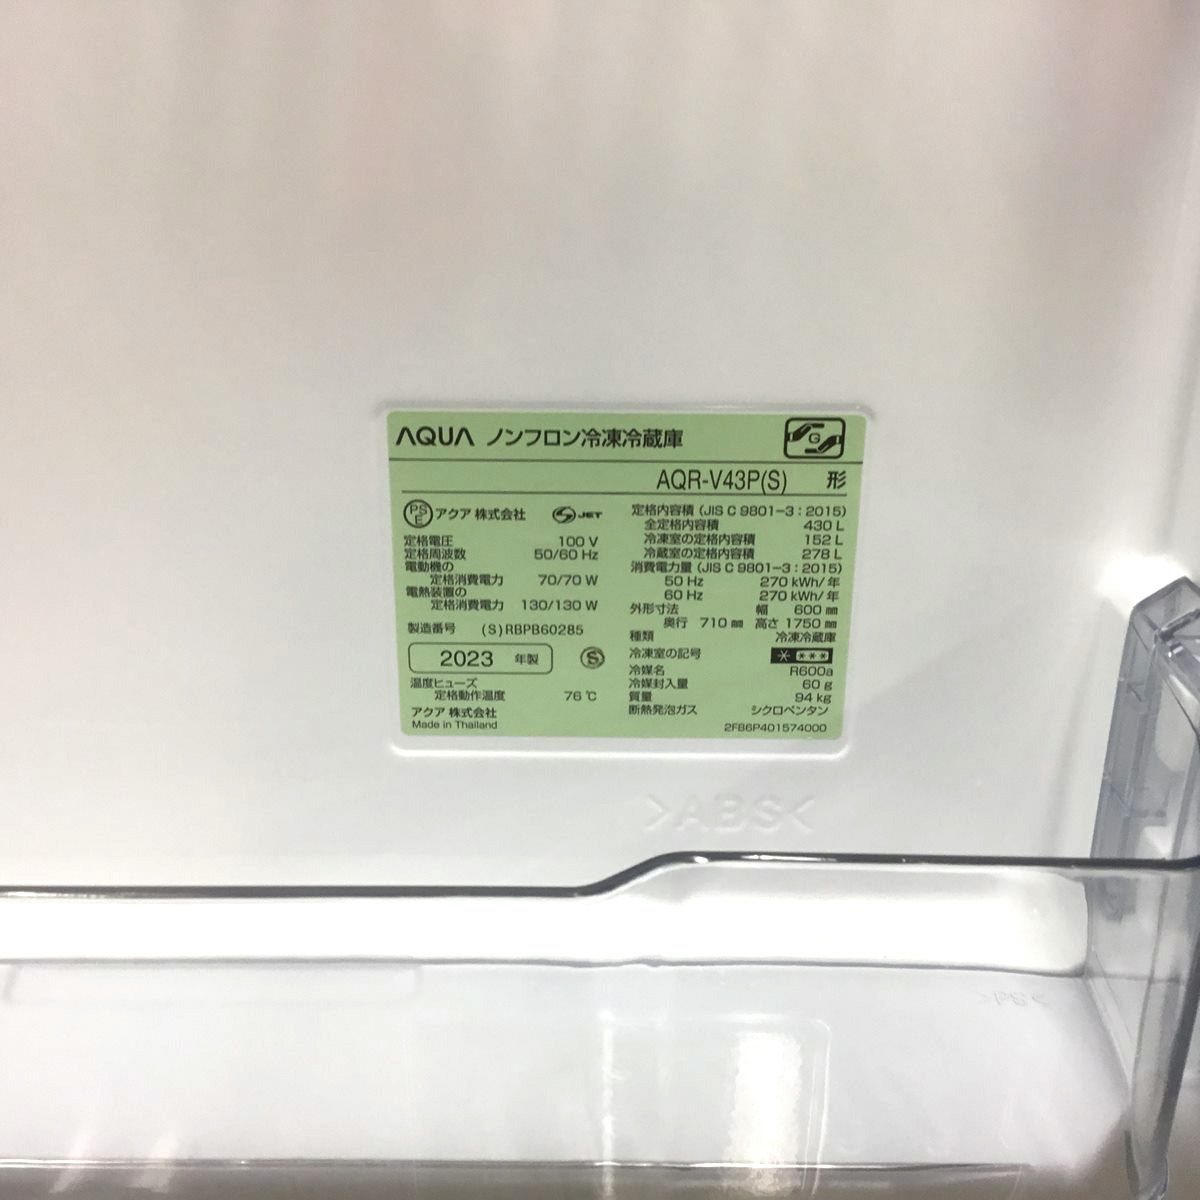 AQUA ノンフロン冷凍冷蔵庫
G
AQR-V43P(S) 形
PSE アクア 株式会社 S JET
定格電圧 100 V
定格周波数 50/60 Hz
電動機の
定格消費電力 70/70 W
電熱装置の
定格消費電力 130/130 W
製造番号 (S)RBPB60285
2023 年製 S
温度ヒューズ
定格動作温度 76 ℃
アクア 株式会社
Made in Thailand
定格内容積 (JIS C 9801-3 : 2015)
全定格内容積 430 L
冷凍室の定格内容積 152 L
冷蔵室の定格内容積 278 L
消費電力量 (JIS C 9801-3 : 2015)
50 Hz 270 kWh/年
60 Hz 270 kWh/年
外形寸法 幅 600 ㎜
奥行 710 ㎜ 高さ 1750 ㎜
種類 冷凍冷蔵庫
冷凍室の記号 * ***
冷媒名 R600a
冷媒封入量 60 g
質量 94 kg
断熱発泡ガス シクロペンタン
2FB6P401574000
>ABS<
>PS<